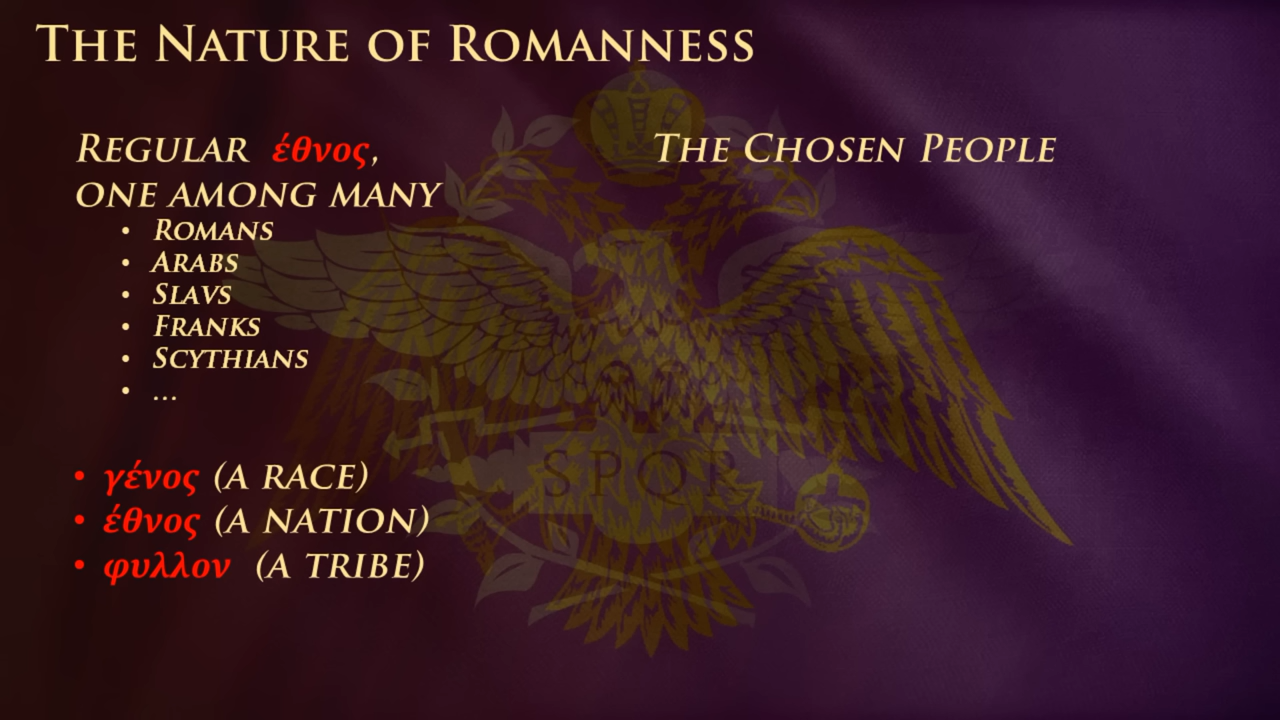 THE NATURE OF ROMANNESS
REGULAR έθνος,
ONE AMONG MANY
• ROMANS
• ARABS
• SLAVS
• FRANKS
• SCYTHIANS
• ...
• γένος (A RACE)
• έθνος (A NATION)
• φυλλον (A TRIBE)
THE CHOSEN PEOPLE
SPQR